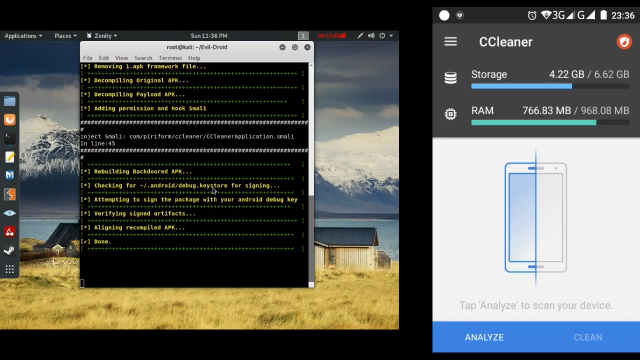 Applications Places Zenity Sun 11:36 PM 1
root@kali: ~/Evil-Droid
File Edit View Search Terminal Help
[*] Removing 1.apk framework file...
[*] Decompiling Original APK...
[*] Decompiling Payload APK...
[*] Adding permission and Hook Smali
#
inject Smali: com/piriform/ccleaner/CCleanerApplication.smali
In line:45
#
[*] Rebuilding Backdoored APK...
[*] Checking for ~/.android/debug.keystore for signing...
[*] Attempting to sign the package with your android debug key
[*] Verifying signed artifacts...
[*] Aligning recompiled APK...
[✔] Done.
3G G 23:36
CCleaner
Storage 4.22 GB / 6.62 GB
RAM 766.83 MB / 968.08 MB
Tap 'Analyze' to scan your device.
ANALYZE CLEAN